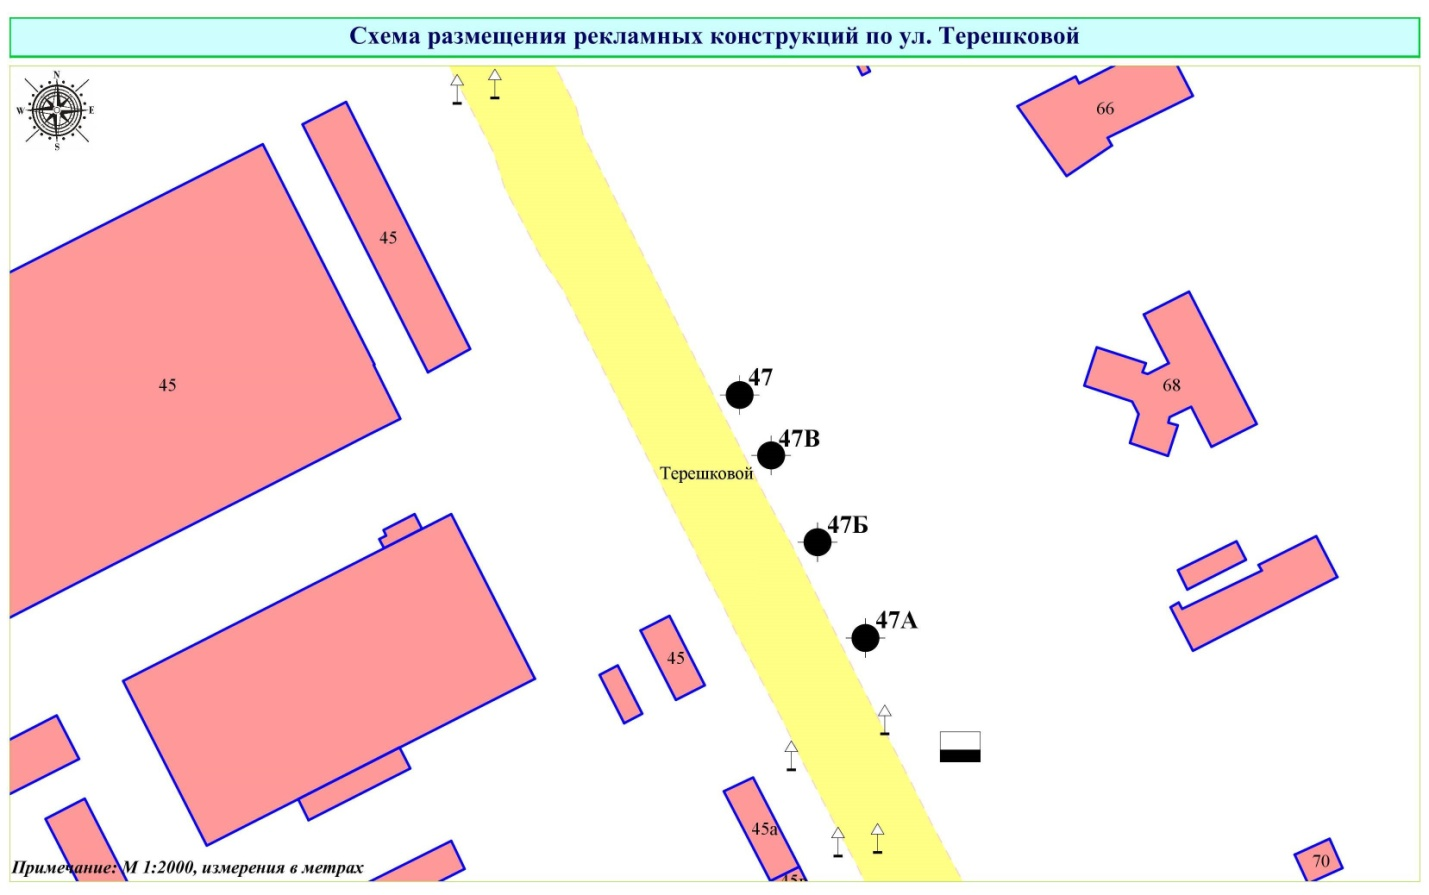 Схема размещения рекламных конструкций по ул. Терешковой
N
W E
S
66
45
45
47
68
47В
Терешковой
47Б
47А
45
45а
70
Примечание: М 1:2000, измерения в метрах